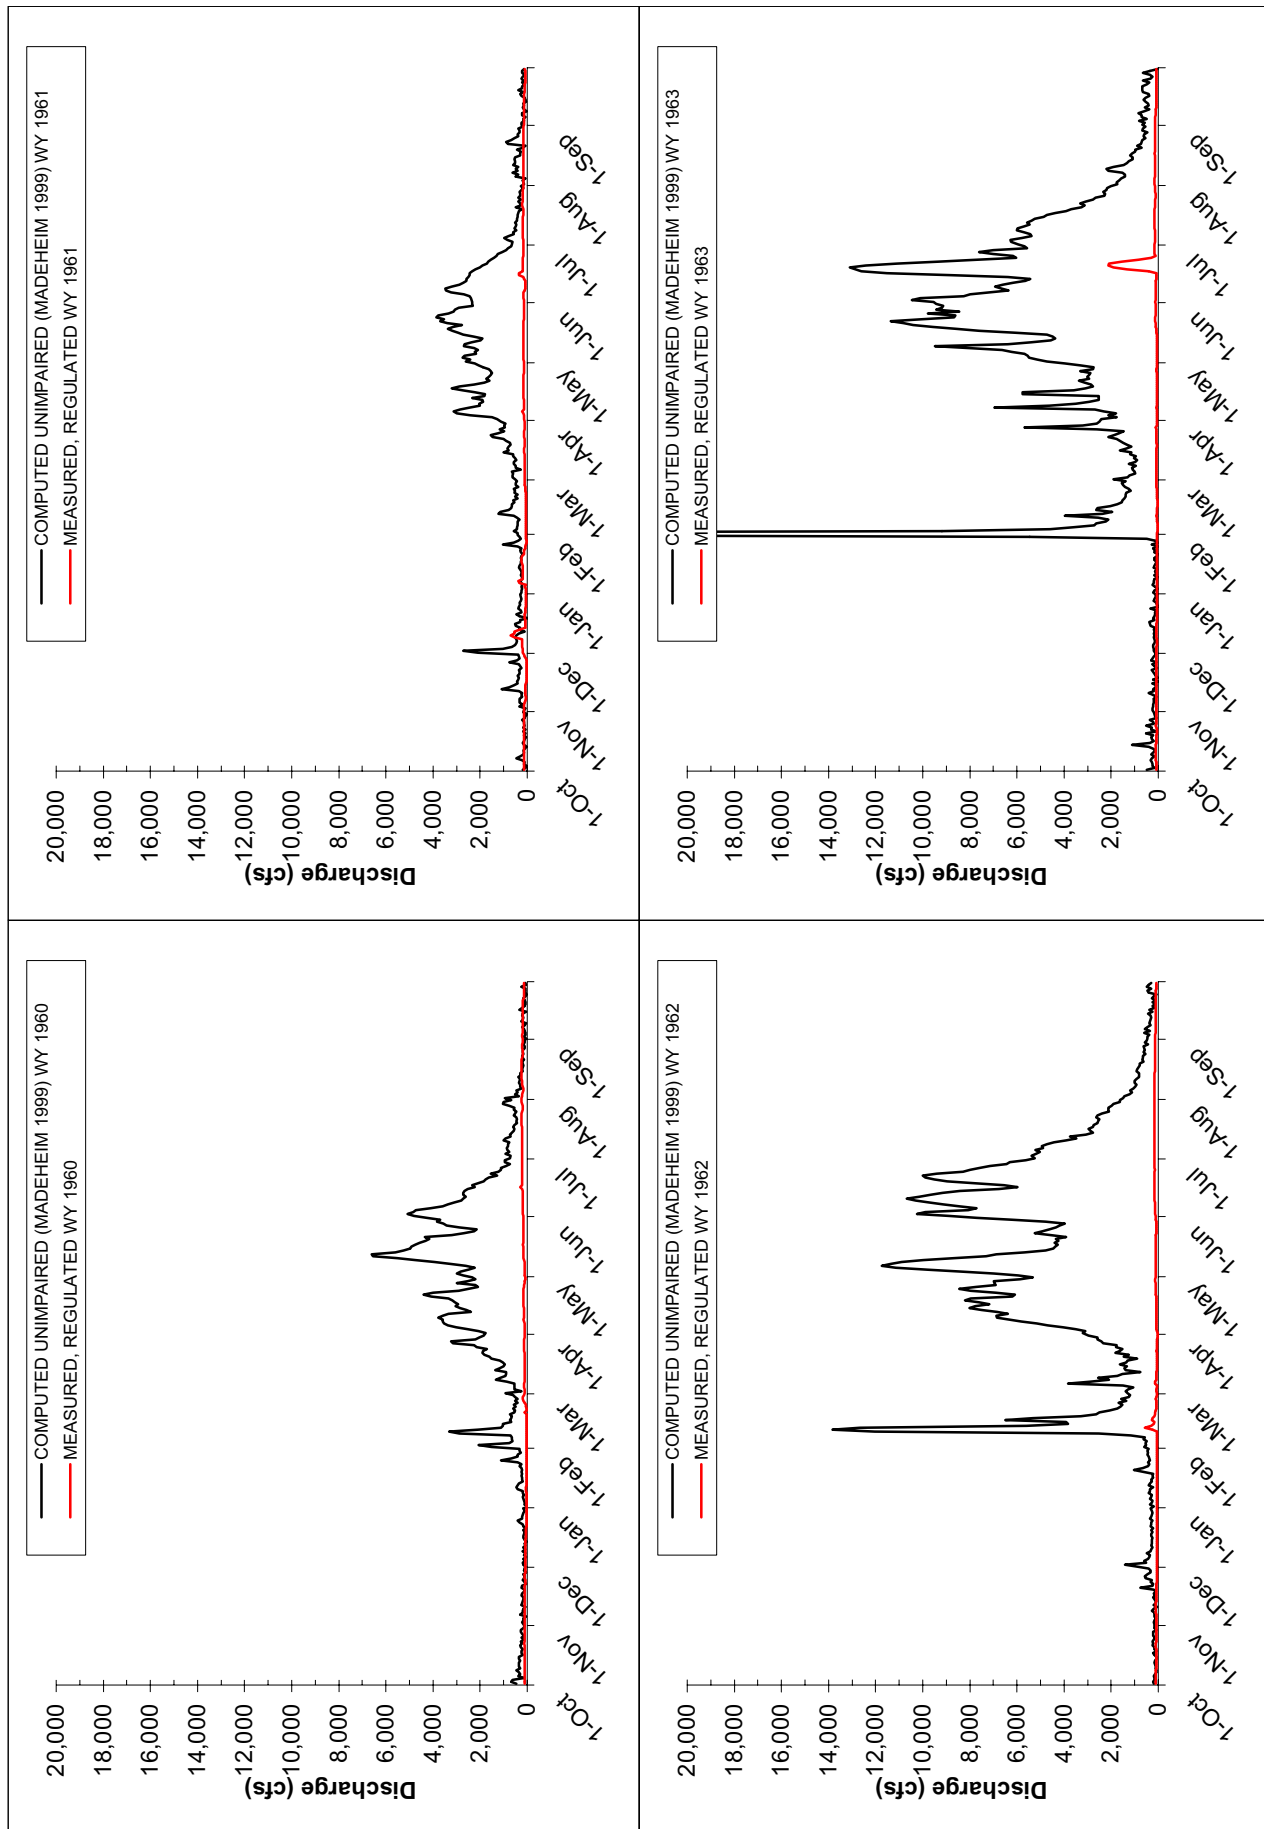 COMPUTED UNIMPAIRED (MADEHEIM 1999) WY 1960
MEASURED, REGULATED WY 1960
Discharge (cfs)
20,000
18,000
16,000
14,000
12,000
10,000
8,000
6,000
4,000
2,000
0
1-Oct
1-Nov
1-Dec
1-Jan
1-Feb
1-Mar
1-Apr
1-May
1-Jun
1-Jul
1-Aug
1-Sep
COMPUTED UNIMPAIRED (MADEHEIM 1999) WY 1961
MEASURED, REGULATED WY 1961
Discharge (cfs)
20,000
18,000
16,000
14,000
12,000
10,000
8,000
6,000
4,000
2,000
0
1-Oct
1-Nov
1-Dec
1-Jan
1-Feb
1-Mar
1-Apr
1-May
1-Jun
1-Jul
1-Aug
1-Sep
COMPUTED UNIMPAIRED (MADEHEIM 1999) WY 1962
MEASURED, REGULATED WY 1962
Discharge (cfs)
20,000
18,000
16,000
14,000
12,000
10,000
8,000
6,000
4,000
2,000
0
1-Oct
1-Nov
1-Dec
1-Jan
1-Feb
1-Mar
1-Apr
1-May
1-Jun
1-Jul
1-Aug
1-Sep
COMPUTED UNIMPAIRED (MADEHEIM 1999) WY 1963
MEASURED, REGULATED WY 1963
Discharge (cfs)
20,000
18,000
16,000
14,000
12,000
10,000
8,000
6,000
4,000
2,000
0
1-Oct
1-Nov
1-Dec
1-Jan
1-Feb
1-Mar
1-Apr
1-May
1-Jun
1-Jul
1-Aug
1-Sep